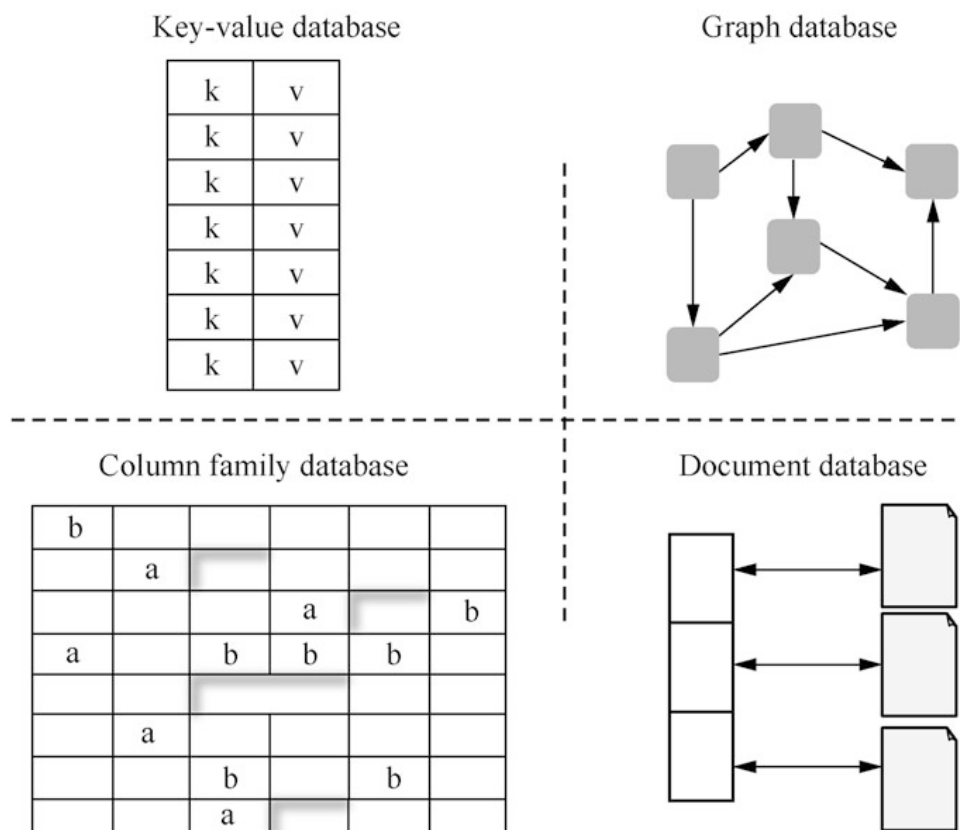 Key-value database
k v
k v
k v
k v
k v
k v
k v
Graph database
Column family database
b
a
a b
a b b b
a
b b
a
Document database